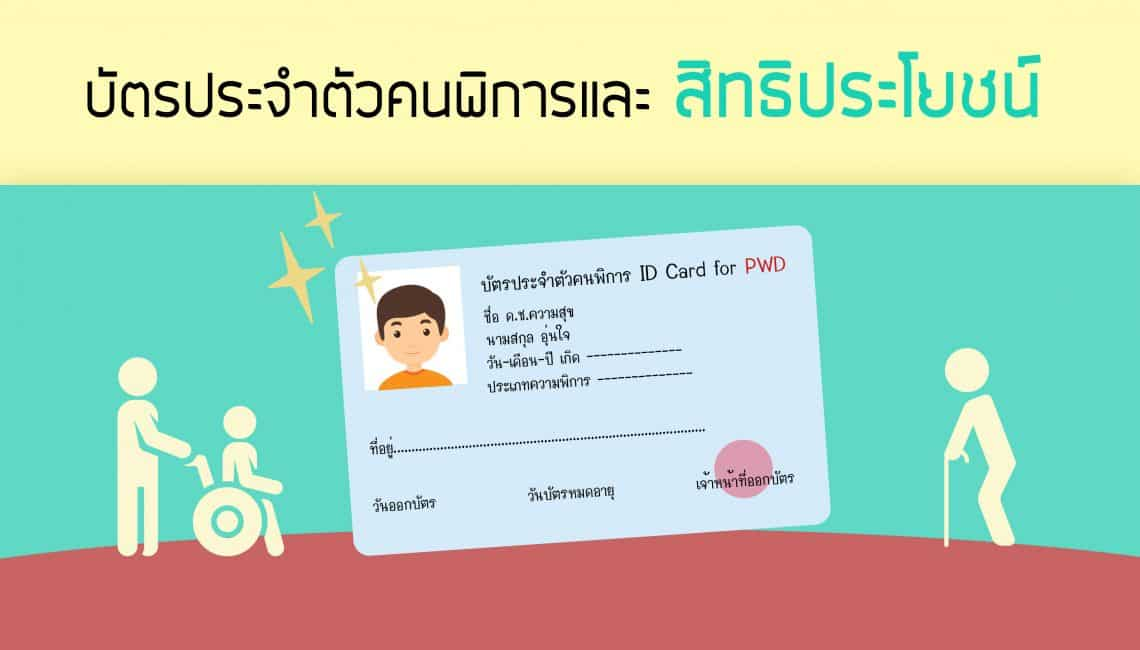 บัตรประจำตัวคนพิการและ สิทธิประโยชน์
บัตรประจำตัวคนพิการ ID Card for PWD
ชื่อ ด.ช.ความสุข
นามสกุล อุ่นใจ
วัน-เดือน-ปี เกิด --------------
ประเภทความพิการ --------------
ที่อยู่................................................................................
วันออกบัตร วันบัตรหมดอายุ เจ้าหน้าที่ออกบัตร